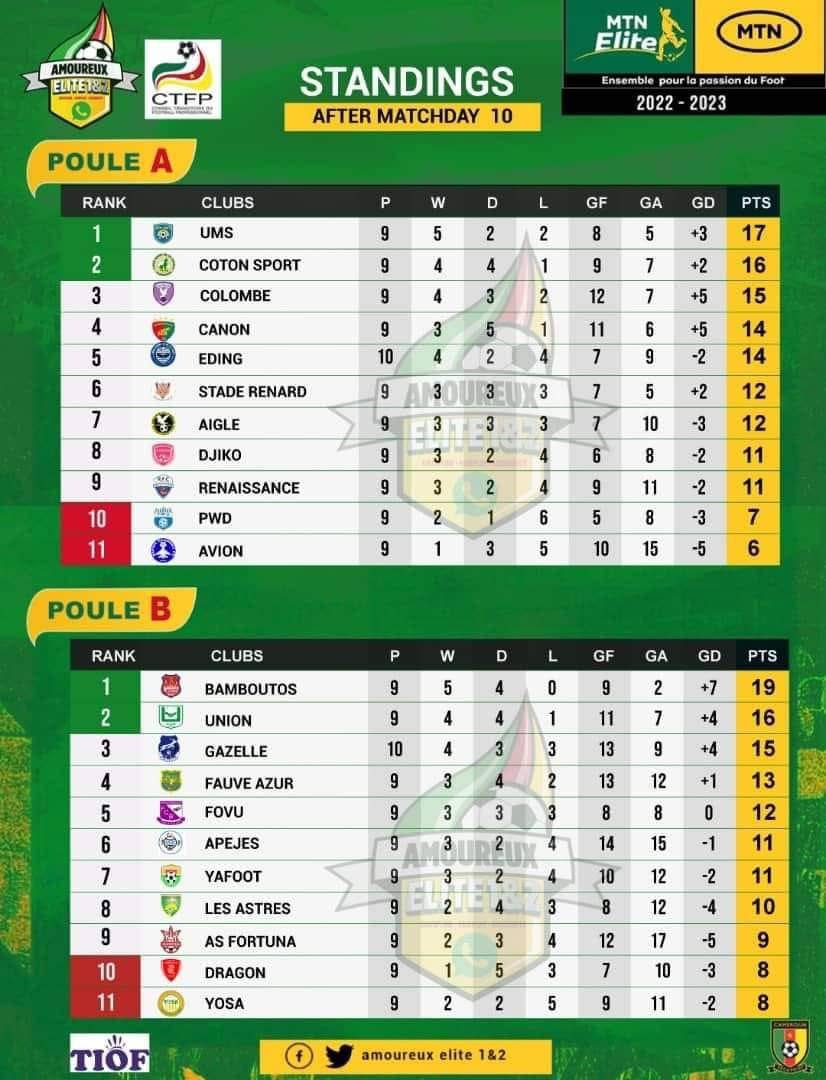 AMOUREUX
ELITE1&2
CTFP
CONSEIL TRANSITOIRE DU
FOOTBALL PROFESSIONNEL
MTN
Elite
MTN
Ensemble pour la passion du Foot
2022 - 2023
STANDINGS
AFTER MATCHDAY 10
POULE A
RANK CLUBS P W D L GF GA GD PTS
1 UMS 9 5 2 2 8 5 +3 17
2 COTON SPORT 9 4 4 1 9 7 +2 16
3 COLOMBE 9 4 3 2 12 7 +5 15
4 CANON 9 3 5 1 11 6 +5 14
5 EDING 10 4 2 4 7 9 -2 14
6 STADE RENARD 9 3 3 3 7 5 +2 12
7 AIGLE 9 3 3 3 7 10 -3 12
8 DJIKO 9 3 2 4 6 8 -2 11
9 RENAISSANCE 9 3 2 4 9 11 -2 11
10 PWD 9 2 1 6 5 8 -3 7
11 AVION 9 1 3 5 10 15 -5 6
AMOUREUX
ELITE1&2
POULE B
RANK CLUBS P W D L GF GA GD PTS
1 BAMBOUTOS 9 5 4 0 9 2 +7 19
2 UNION 9 4 4 1 11 7 +4 16
3 GAZELLE 10 4 3 3 13 9 +4 15
4 FAUVE AZUR 9 3 4 2 13 12 +1 13
5 FOVU 9 3 3 3 8 8 0 12
6 APEJES 9 3 2 4 14 15 -1 11
7 YAFOOT 9 3 2 4 10 12 -2 11
8 LES ASTRES 9 2 4 3 8 12 -4 10
9 AS FORTUNA 9 2 3 4 12 17 -5 9
10 DRAGON 9 1 5 3 7 10 -3 8
11 YOSA 9 2 2 5 9 11 -2 8
AMOUREUX
ELITE1&2
TIOF
amoureux elite 1&2
CAMEROUN